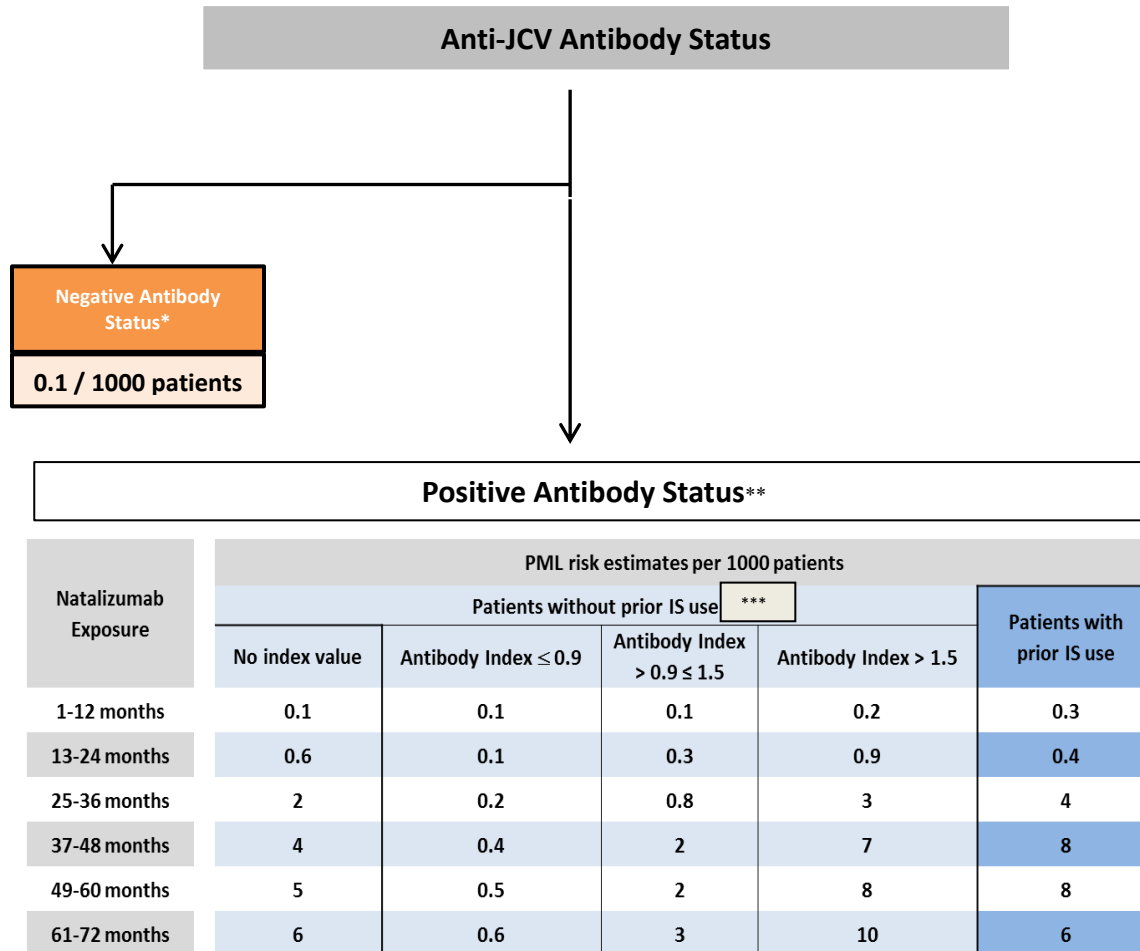 Anti-JCV Antibody Status
Negative Antibody
Status*
0.1 / 1000 patients
Positive Antibody Status**
Natalizumab
Exposure
PML risk estimates per 1000 patients
Patients without prior IS use ***
Patients with
prior IS use
No index value
Antibody Index ≤ 0.9
Antibody Index
> 0.9 ≤ 1.5
Antibody Index > 1.5
1-12 months 0.1 0.1 0.1 0.2 0.3
13-24 months 0.6 0.1 0.3 0.9 0.4
25-36 months 2 0.2 0.8 3 4
37-48 months 4 0.4 2 7 8
49-60 months 5 0.5 2 8 8
61-72 months 6 0.6 3 10 6